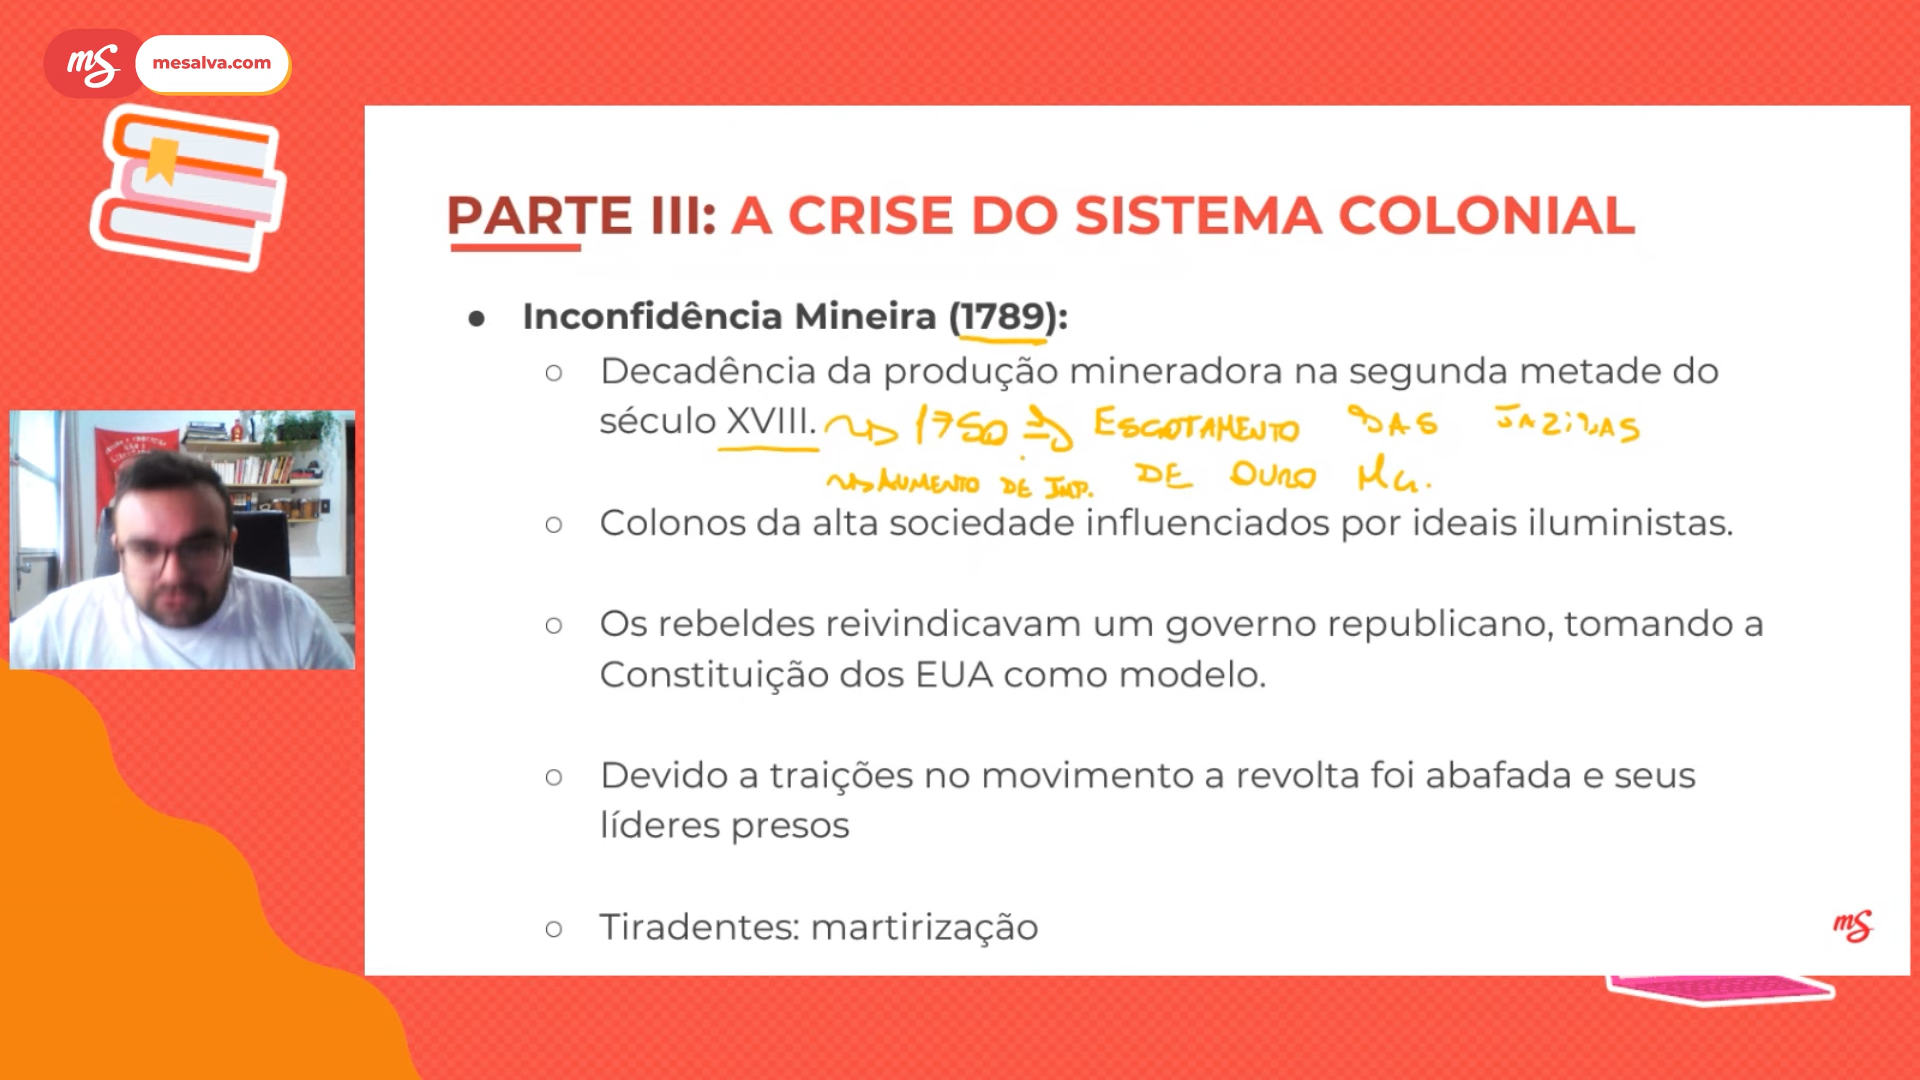 mS mesalva.com
PARTE III: A CRISE DO SISTEMA COLONIAL
● Inconfidência Mineira (1789):
○ Decadência da produção mineradora na segunda metade do
século XVIII. 1750 ESGOTAMENTO DAS JAZIDAS
AUMENTO DE IMP. DE OURO MG.
○ Colonos da alta sociedade influenciados por ideais iluministas.
○ Os rebeldes reivindicavam um governo republicano, tomando a
Constituição dos EUA como modelo.
○ Devido a traições no movimento a revolta foi abafada e seus
líderes presos
○ Tiradentes: martirização
mS